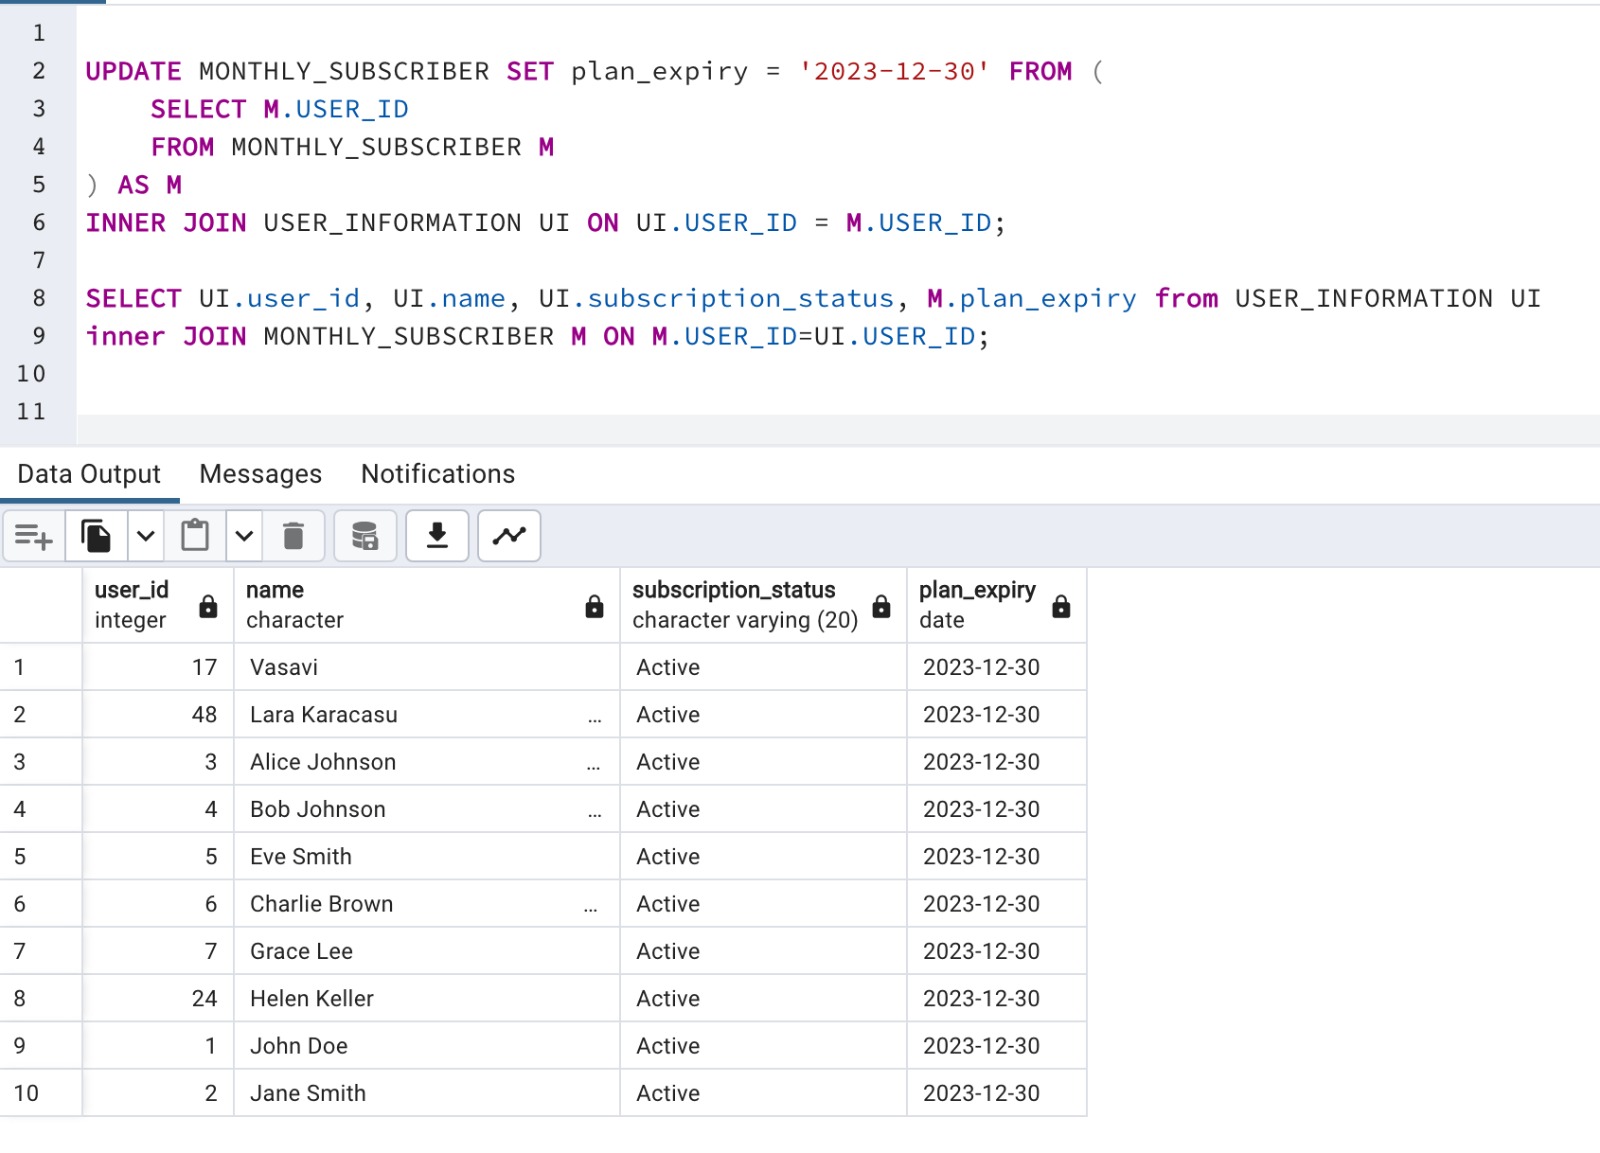 1
2 UPDATE MONTHLY_SUBSCRIBER SET plan_expiry = '2023-12-30' FROM (
3 SELECT M.USER_ID
4 FROM MONTHLY_SUBSCRIBER M
5 ) AS M
6 INNER JOIN USER_INFORMATION UI ON UI.USER_ID = M.USER_ID;
7
8 SELECT UI.user_id, UI.name, UI.subscription_status, M.plan_expiry from USER_INFORMATION UI
9 inner JOIN MONTHLY_SUBSCRIBER M ON M.USER_ID=UI.USER_ID;
10
11
Data Output Messages Notifications
user_id name subscription_status plan_expiry
integer character character varying (20) date
1 17 Vasavi Active 2023-12-30
2 48 Lara Karacasu ... Active 2023-12-30
3 3 Alice Johnson ... Active 2023-12-30
4 4 Bob Johnson ... Active 2023-12-30
5 5 Eve Smith Active 2023-12-30
6 6 Charlie Brown ... Active 2023-12-30
7 7 Grace Lee Active 2023-12-30
8 24 Helen Keller Active 2023-12-30
9 1 John Doe Active 2023-12-30
10 2 Jane Smith Active 2023-12-30